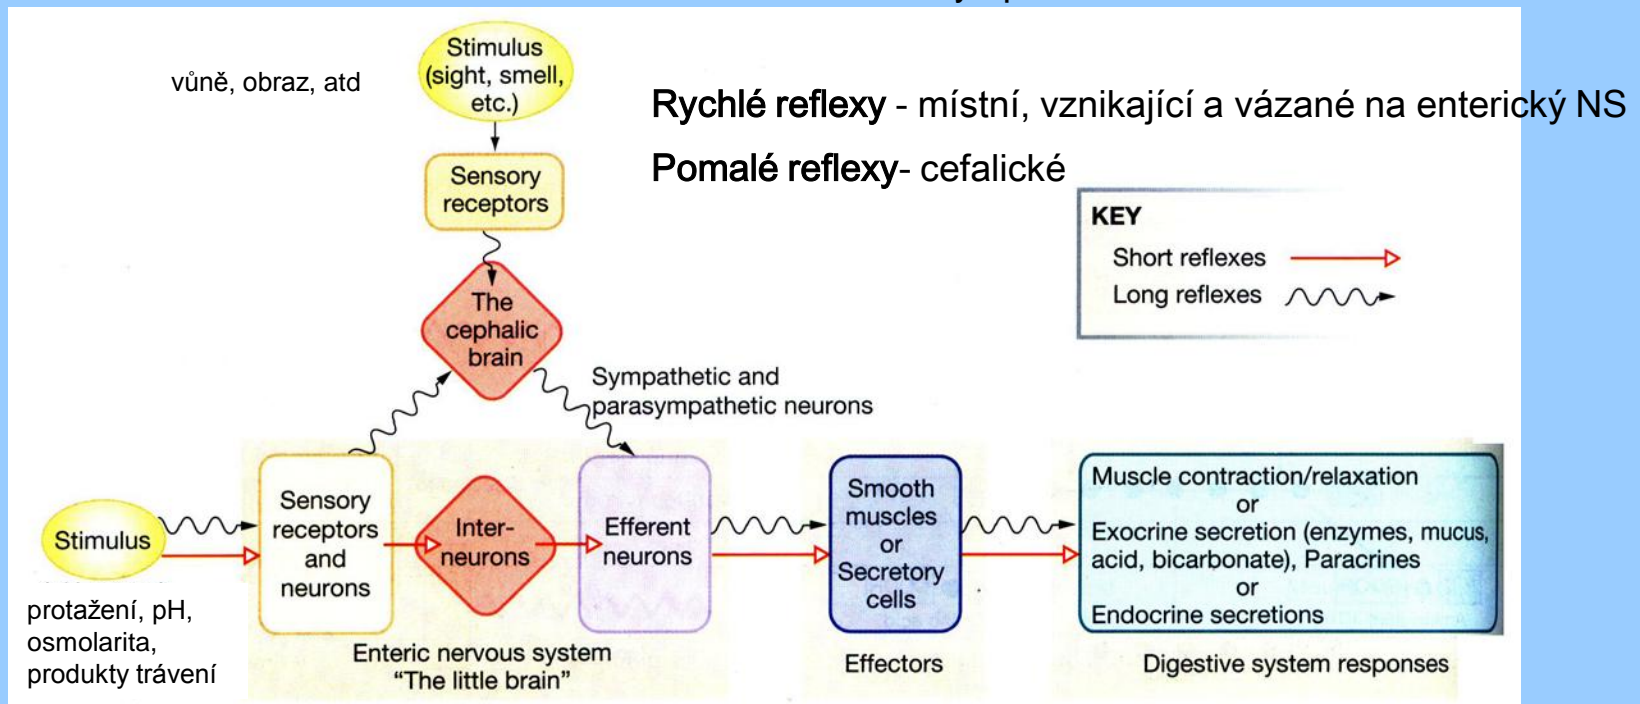 Stimulus
(sight, smell,
etc.)
vůně, obraz, atd
Rychlé reflexy - místní, vznikající a vázané na enterický NS
Pomalé reflexy- cefalické
Sensory
receptors
KEY
Short reflexes
Long reflexes
The
cephalic
brain
Sympathetic and
parasympathetic neurons
Stimulus
protažení, pH,
osmolarita,
produkty trávení
Sensory
receptors
and
neurons
Inter-
neurons
Efferent
neurons
Enteric nervous system
“The little brain”
Smooth
muscles
or
Secretory
cells
Effectors
Muscle contraction/relaxation
or
Exocrine secretion (enzymes, mucus,
acid, bicarbonate), Paracrines
or
Endocrine secretions
Digestive system responses